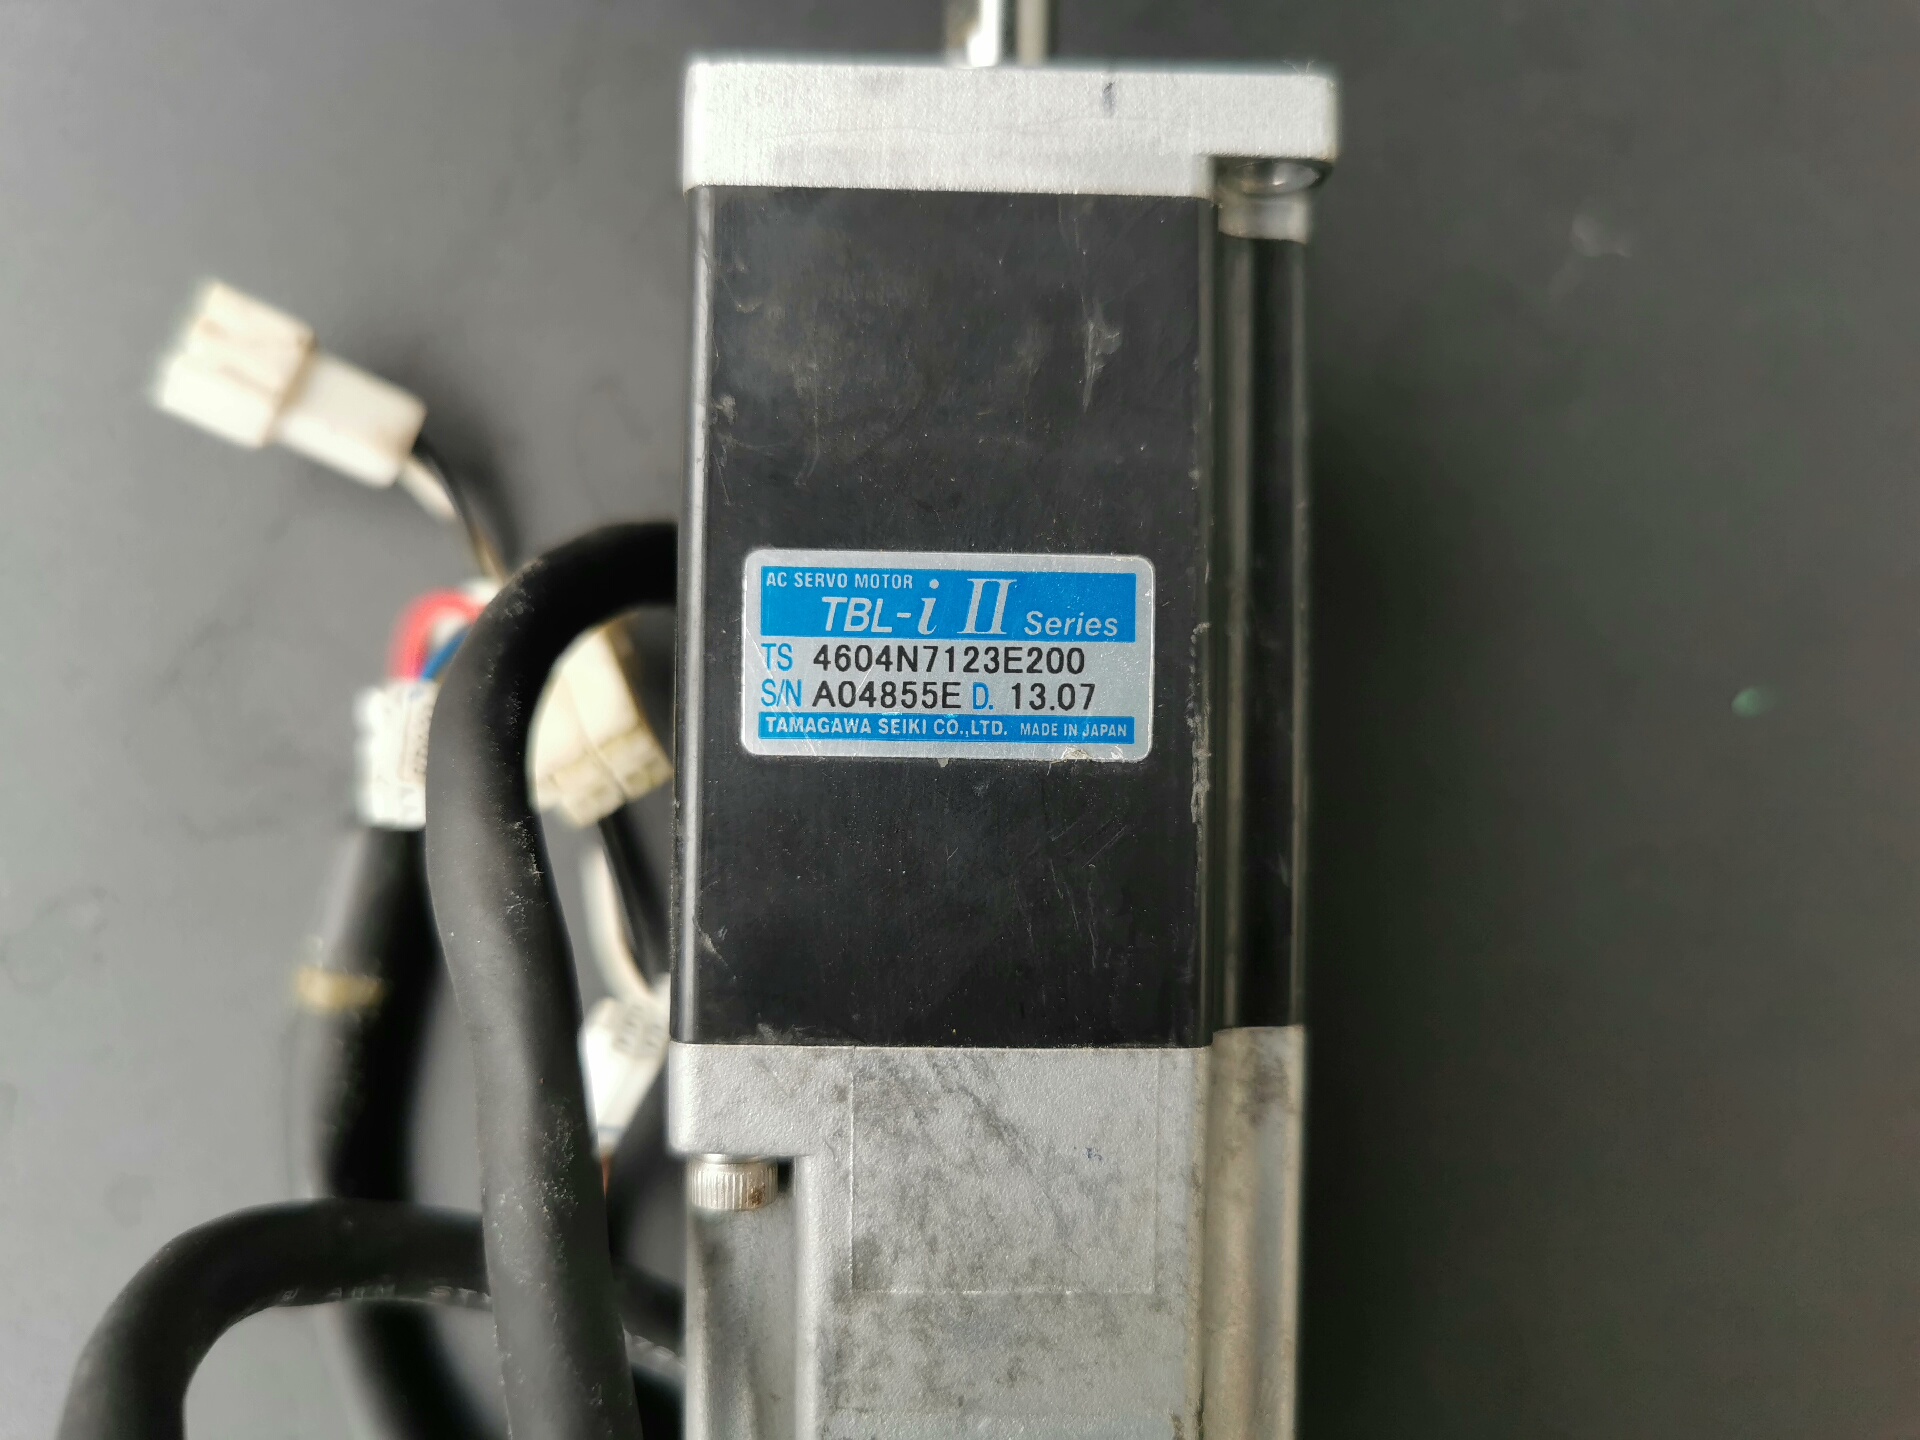 AC SERVO MOTOR
TBL-i II Series
TS 4604N7123E200
S/N A04855E D. 13.07
TAMAGAWA SEIKI CO.,LTD. MADE IN JAPAN